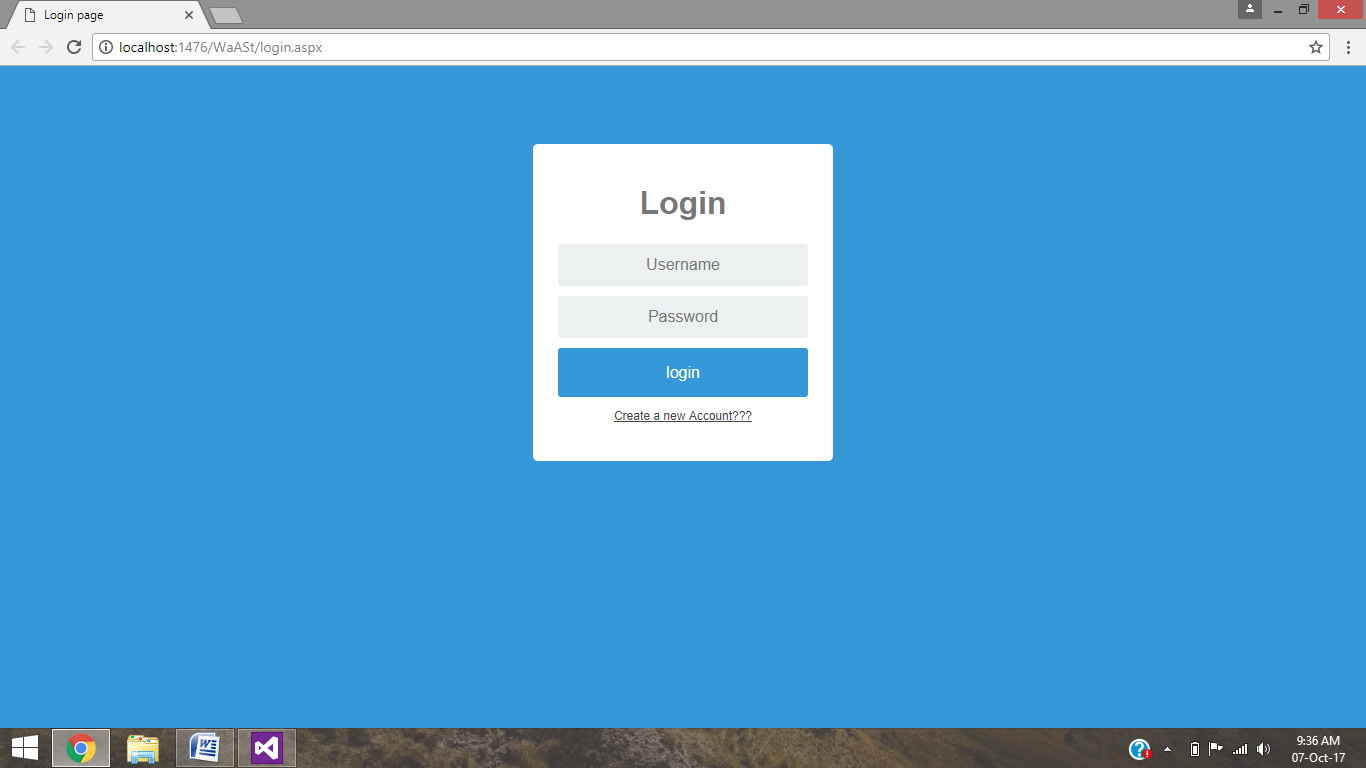 Login page
localhost:1476/WaASt/login.aspx
Login
Username
Password
login
Create a new Account???
9:36 AM
07-Oct-17